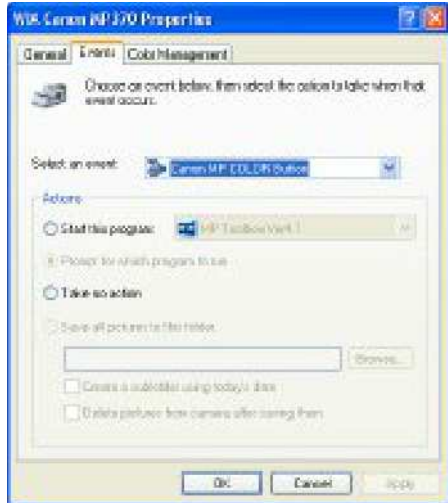 WIA Canon MP370 Properties
General Events Color Management
Choose an event below, then select the action to take when that
event occurs.
Select an event: Canon MP COLOR Button
Actions
Start this program: MP Toolbox
Prompt for which program to run
Take no action
Save all pictures to this folder:
Browse...
Create a subfolder using today's date
Delete pictures from camera after saving them
OK Cancel Apply